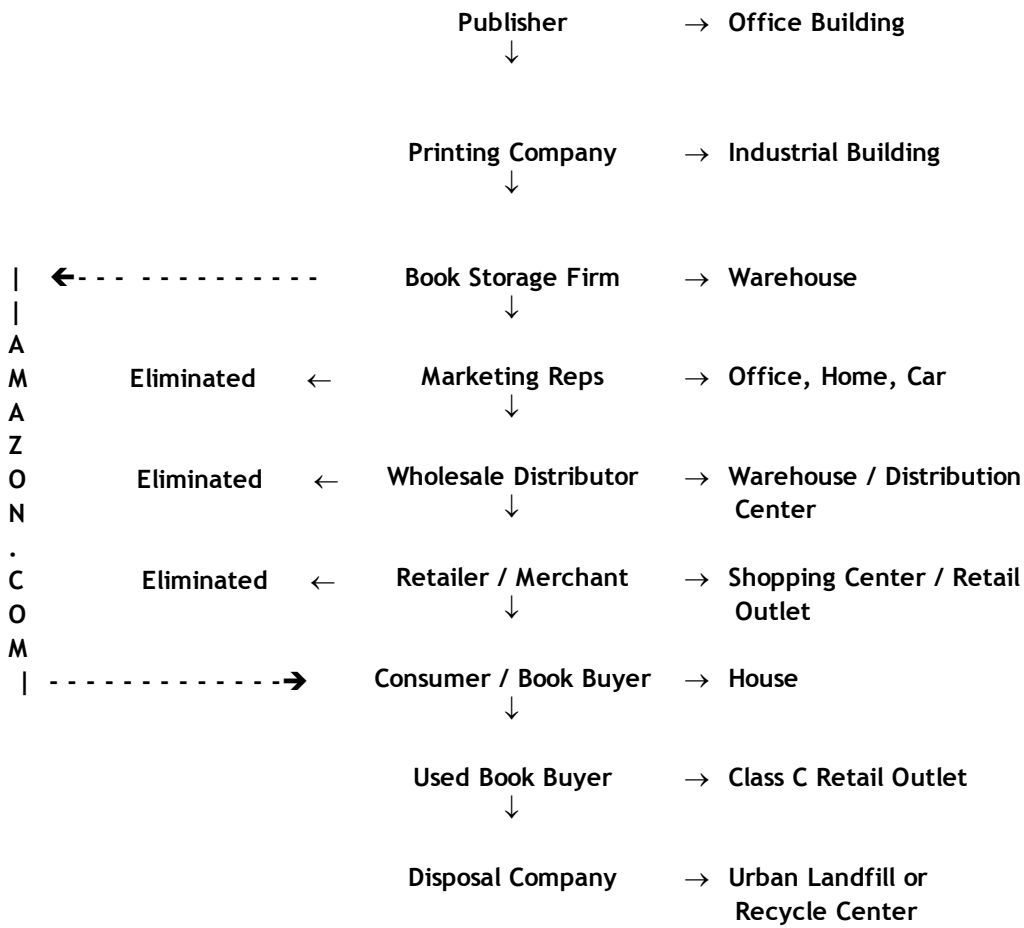 Publisher → Office Building
↓
Printing Company → Industrial Building
↓
| 🡸- - - - - - - - - - - - - Book Storage Firm → Warehouse
| ↓
A
M Eliminated ← Marketing Reps → Office, Home, Car
A ↓
Z
O Eliminated ← Wholesale Distributor → Warehouse / Distribution
N ↓ Center
.
C Eliminated ← Retailer / Merchant → Shopping Center / Retail
O ↓ Outlet
M
| - - - - - - - - - - - - -🡺 Consumer / Book Buyer → House
↓
Used Book Buyer → Class C Retail Outlet
↓
Disposal Company → Urban Landfill or
Recycle Center